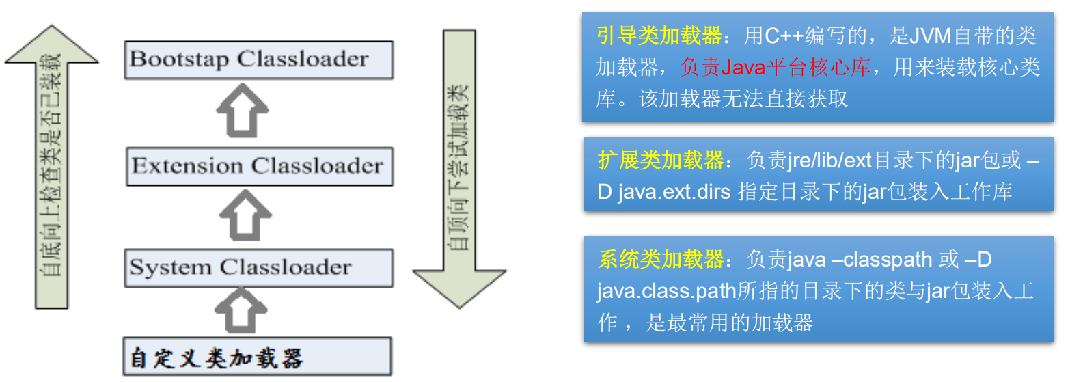 自底向上检查类是否已装载
Bootstap Classloader
Extension Classloader
System Classloader
自定义类加载器
自顶向下尝试加载类
引导类加载器：用C++编写的，是JVM自带的类
加载器，负责Java平台核心库，用来装载核心类
库。该加载器无法直接获取
扩展类加载器：负责jre/lib/ext目录下的jar包或 –
D java.ext.dirs 指定目录下的jar包装入工作库
系统类加载器：负责java –classpath 或 –D
java.class.path所指的目录下的类与jar包装入工
作 ，是最常用的加载器